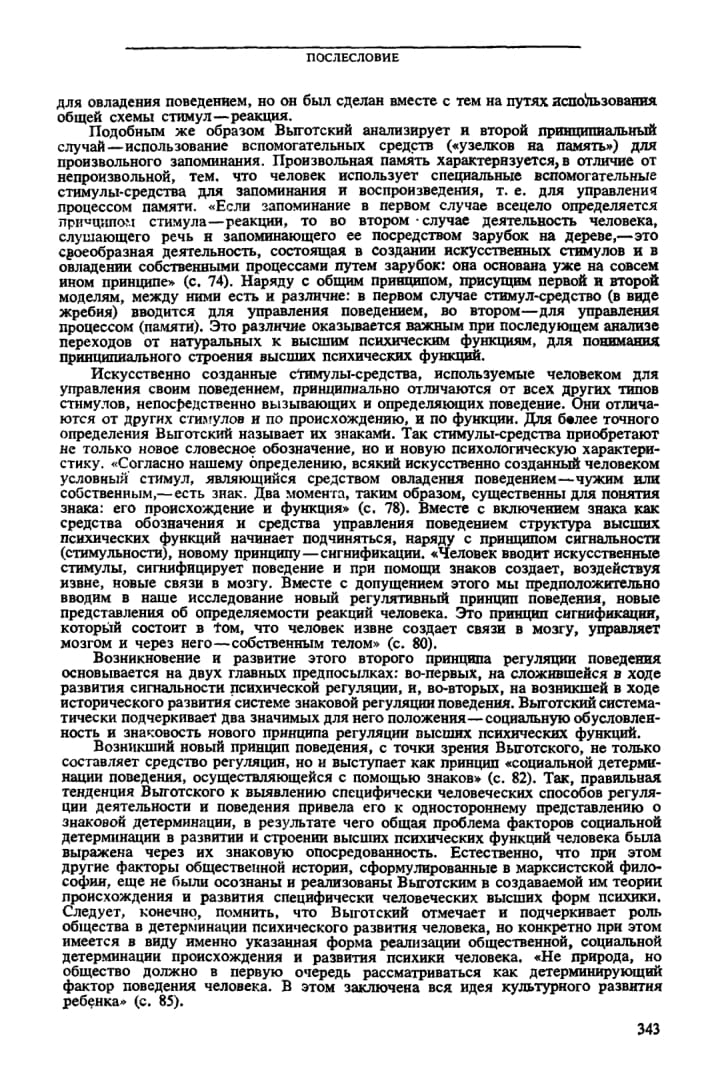 ПОСЛЕСЛОВИЕ
для овладения поведением, но он был сделан вместе с тем на путях использования
общей схемы стимул—реакция.
Подобным же образом Выготский анализирует и второй принципиальный
случай—использование вспомогательных средств («узелков на память») для
произвольного запоминания. Произвольная память характеризуется, в отличие от
непроизвольной, тем. что человек использует специальные вспомогательные
стимулы-средства для запоминания и воспроизведения, т. е. для управления
процессом памяти. «Если запоминание в первом случае всецело определяется
принципом стимула—реакции, то во втором случае деятельность человека,
слушающего речь и запоминающего ее посредством зарубок на дереве,—это
своеобразная деятельность, состоящая в создании искусственных стимулов и в
овладении собственными процессами путем зарубок: она основана уже на совсем
ином принципе» (с. 74). Наряду с общим принципом, присущим первой и второй
моделям, между ними есть и различие: в первом случае стимул-средство (в виде
жребия) вводится для управления поведением, во втором—для управления
процессом (памяти). Это различие оказывается важным при последующем анализе
переходов от натуральных к высшим психическим функциям, для понимания
принципиального строения высших психических функций.
Искусственно созданные стимулы-средства, используемые человеком для
управления своим поведением, принципиально отличаются от всех других типов
стимулов, непосредственно вызывающих и определяющих поведение. Они отлича-
ются от других стимулов и по происхождению, и по функции. Для более точного
определения Выготский называет их знаками. Так стимулы-средства приобретают
не только новое словесное обозначение, но и новую психологическую характери-
стику. «Согласно нашему определению, всякий искусственно созданный человеком
условный стимул, являющийся средством овладения поведением—чужим или
собственным,—есть знак. Два момента, таким образом, существенны для понятия
знака: его происхождение и функция» (с. 78). Вместе с включением знака как
средства обозначения и средства управления поведением структура высших
психических функций начинает подчиняться, наряду с принципом сигнальности
(стимульности), новому принципу—сигнификации. «Человек вводит искусственные
стимулы, сигнифицирует поведение и при помощи знаков создает, воздействуя
извне, новые связи в мозгу. Вместе с допущением этого мы предположительно
вводим в наше исследование новый регулятивный принцип поведения, новые
представления об определяемости реакций человека. Это принцип сигнификации,
который состоит в том, что человек извне создает связи в мозгу, управляет
мозгом и через него—собственным телом» (с. 80).
Возникновение и развитие этого второго принципа регуляции поведения
основывается на двух главных предпосылках: во-первых, на сложившейся в ходе
развития сигнальности психической регуляции, и, во-вторых, на возникшей в ходе
исторического развития системе знаковой регуляции поведения. Выготский система-
тически подчеркивает два значимых для него положения—социальную обусловлен-
ность и знаковость нового принципа регуляции высших психических функций.
Возникший новый принцип поведения, с точки зрения Выготского, не только
составляет средство регуляции, но и выступает как принцип «социальной детерми-
нации поведения, осуществляющейся с помощью знаков» (с. 82). Так, правильная
тенденция Выготского к выявлению специфически человеческих способов регуля-
ции деятельности и поведения привела его к одностороннему представлению о
знаковой детерминации, в результате чего общая проблема факторов социальной
детерминации в развитии и строении высших психических функций человека была
выражена через их знаковую опосредованность. Естественно, что при этом
другие факторы общественной истории, сформулированные в марксистской фило-
софии, еще не были осознаны и реализованы Выготским в создаваемой им теории
происхождения и развития специфически человеческих высших форм психики.
Следует, конечно, помнить, что Выготский отмечает и подчеркивает роль
общества в детерминации психического развития человека, но конкретно при этом
имеется в виду именно указанная форма реализации общественной, социальной
детерминации происхождения и развития психики человека. «Не природа, но
общество должно в первую очередь рассматриваться как детерминирующий
фактор поведения человека. В этом заключена вся идея культурного развития
ребенка» (с. 85).
343